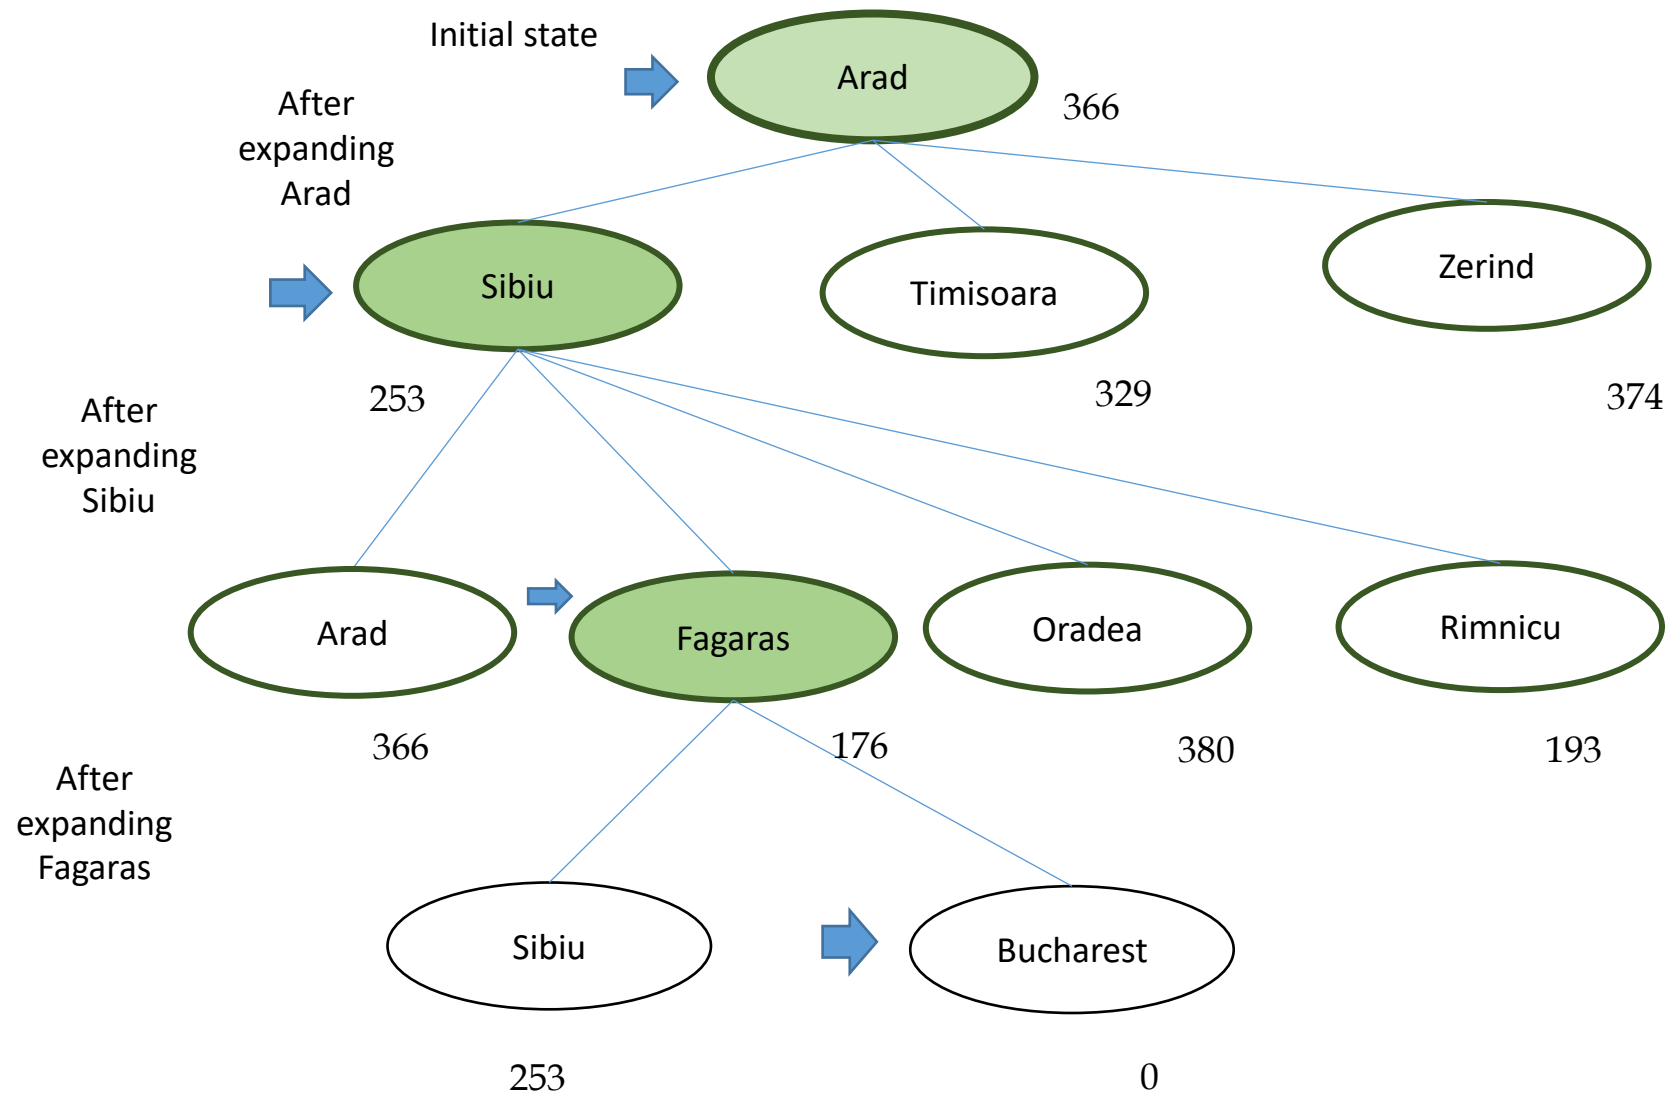 Initial state
Arad
366
After
expanding
Arad
Sibiu
Timisoara
Zerind
253
329
374
After
expanding
Sibiu
Arad
Fagaras
Oradea
Rimnicu
366
176
380
193
After
expanding
Fagaras
Sibiu
Bucharest
253
0